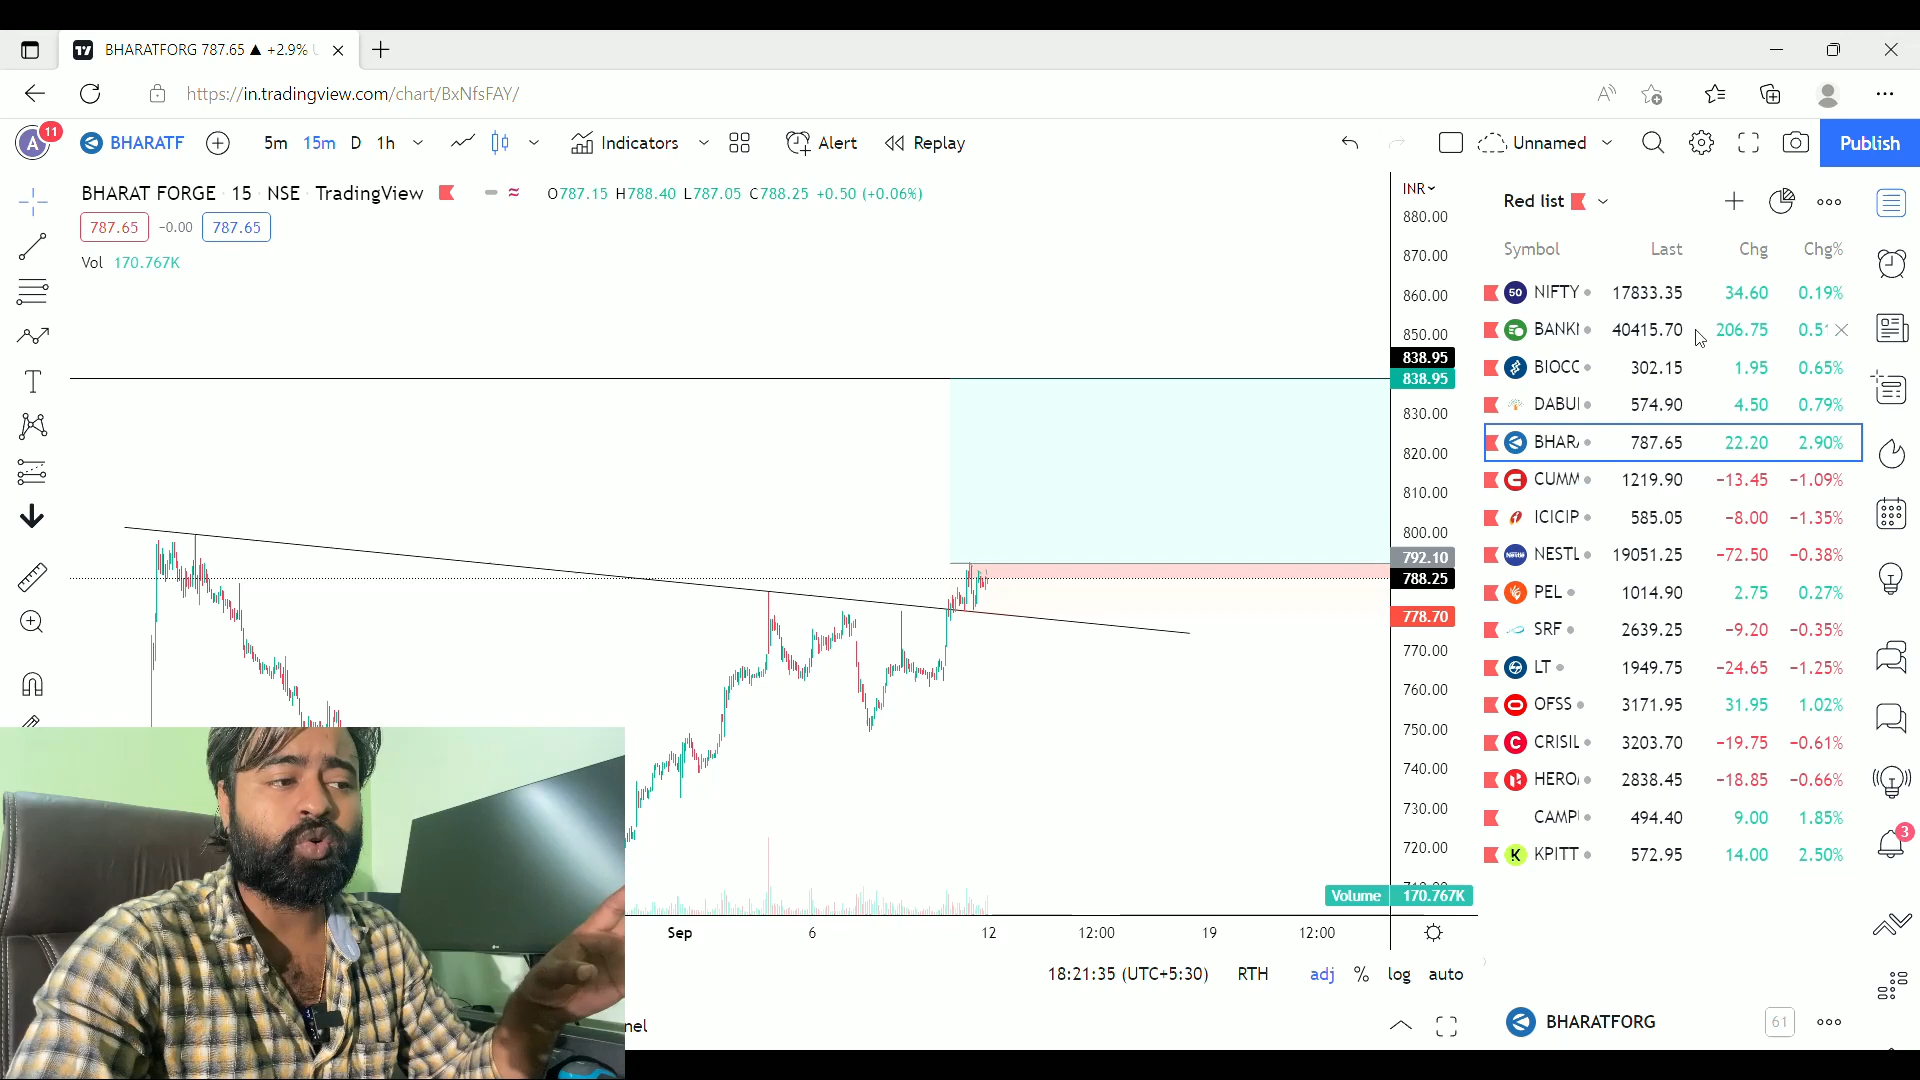 BHARATFORG 787.65 ▲ +2.9%
https://in.tradingview.com/chart/BxNfsFAY/
A 11 BHARATF 5m 15m D 1h Indicators Alert Replay Unnamed Publish
BHARAT FORGE · 15 · NSE · TradingView O787.15 H788.40 L787.05 C788.25 +0.50 (+0.06%)
787.65 −0.00 787.65
Vol 170.767K
INR
880.00
870.00
860.00
850.00
838.95
838.95
830.00
820.00
810.00
800.00
792.10
788.25
778.70
770.00
760.00
750.00
740.00
730.00
720.00
Volume 170.767K
Sep 6 12 12:00 19 12:00
18:21:35 (UTC+5:30) RTH adj % log auto
nel
Red list
Symbol Last Chg Chg%
50 NIFTY 17833.35 34.60 0.19%
BANKI 40415.70 206.75 0.5
BIOCC 302.15 1.95 0.65%
DABUI 574.90 4.50 0.79%
BHAR 787.65 22.20 2.90%
CUMM 1219.90 −13.45 −1.09%
ICICIP 585.05 −8.00 −1.35%
NESTL 19051.25 −72.50 −0.38%
PEL 1014.90 2.75 0.27%
SRF 2639.25 −9.20 −0.35%
LT 1949.75 −24.65 −1.25%
OFSS 3171.95 31.95 1.02%
CRISIL 3203.70 −19.75 −0.61%
HERO 2838.45 −18.85 −0.66%
CAMP 494.40 9.00 1.85%
K KPITT 572.95 14.00 2.50%
3
BHARATFORG 61